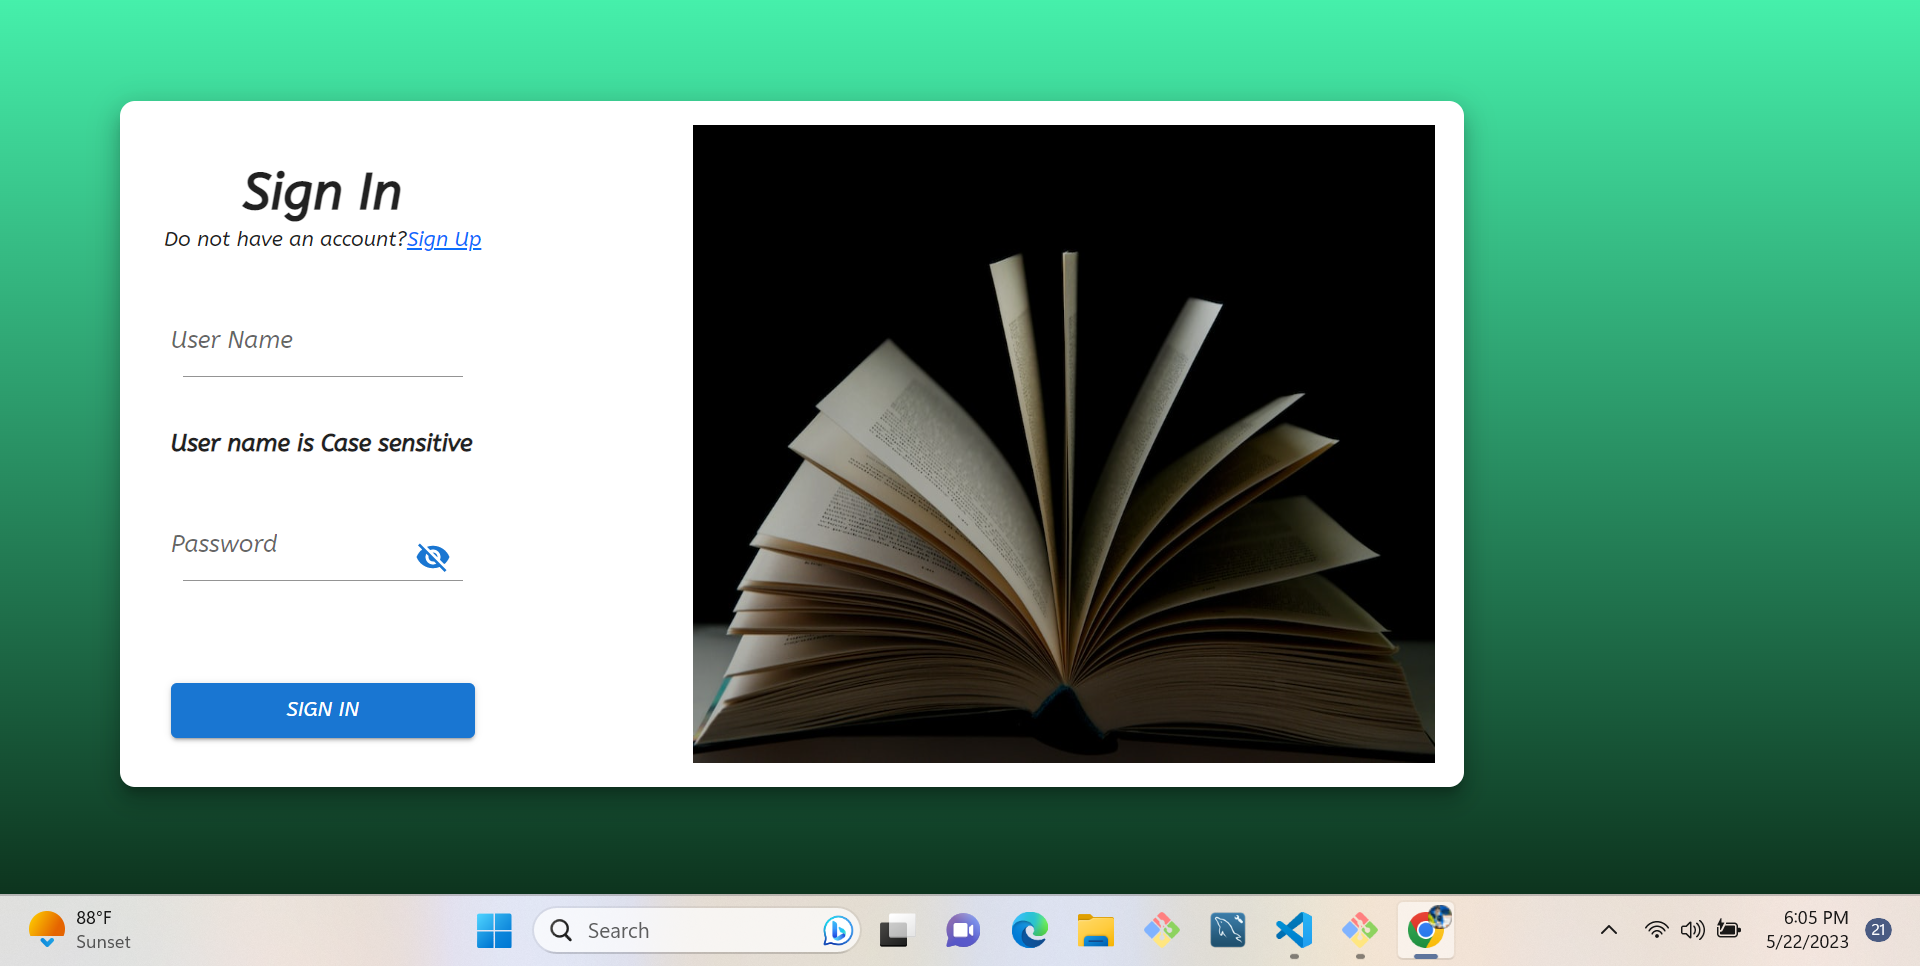 Sign In
Do not have an account?Sign Up
User Name
User name is Case sensitive
Password
SIGN IN
88°F
Sunset
Search
6:05 PM
5/22/2023
21